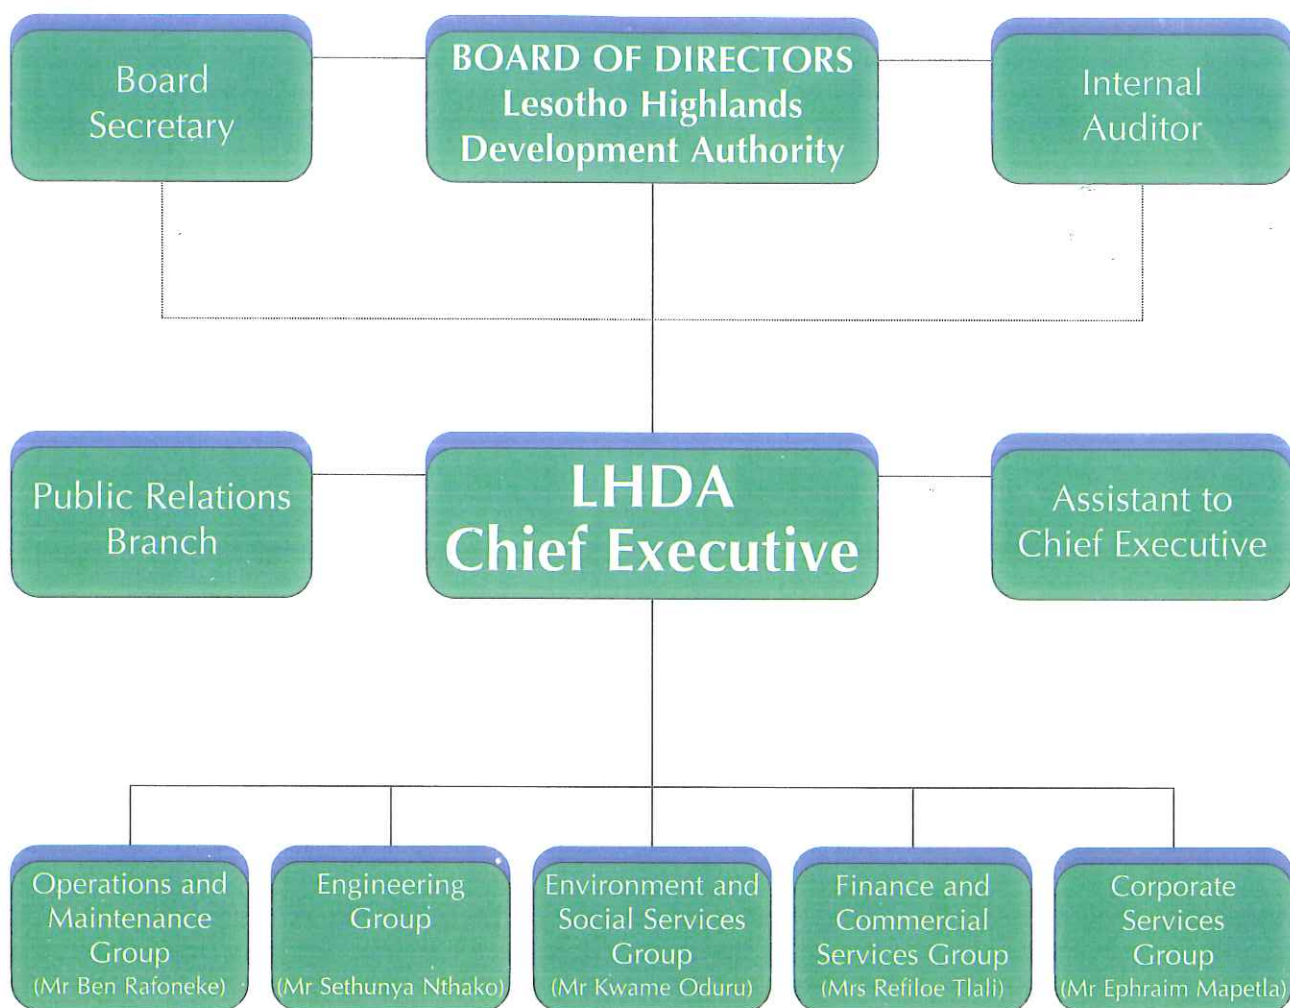 Board
Secretary
BOARD OF DIRECTORS
Lesotho Highlands
Development Authority
Internal
Auditor
Public Relations
Branch
LHDA
Chief Executive
Assistant to
Chief Executive
Operations and
Maintenance
Group
(Mr Ben Rafoneke)
Engineering
Group
(Mr Sethunya Nthako)
Environment and
Social Services
Group
(Mr Kwame Oduru)
Finance and
Commercial
Services Group
(Mrs Refiloe Tlali)
Corporate
Services
Group
(Mr Ephraim Mapetla)